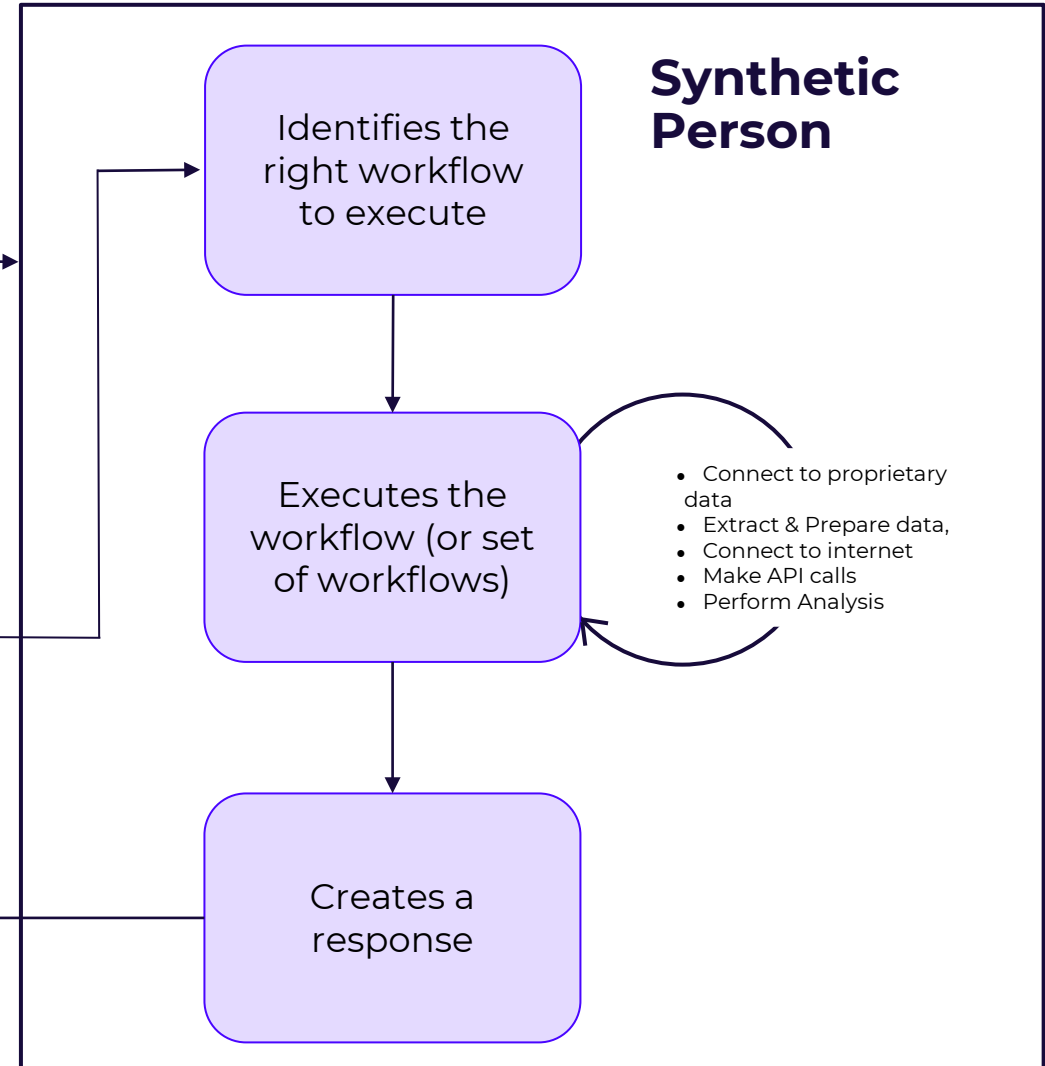 Synthetic
Person
Identifies the
right workflow
to execute
Executes the
workflow (or set
of workflows)
● Connect to proprietary
data
● Extract & Prepare data,
● Connect to internet
● Make API calls
● Perform Analysis
Creates a
response